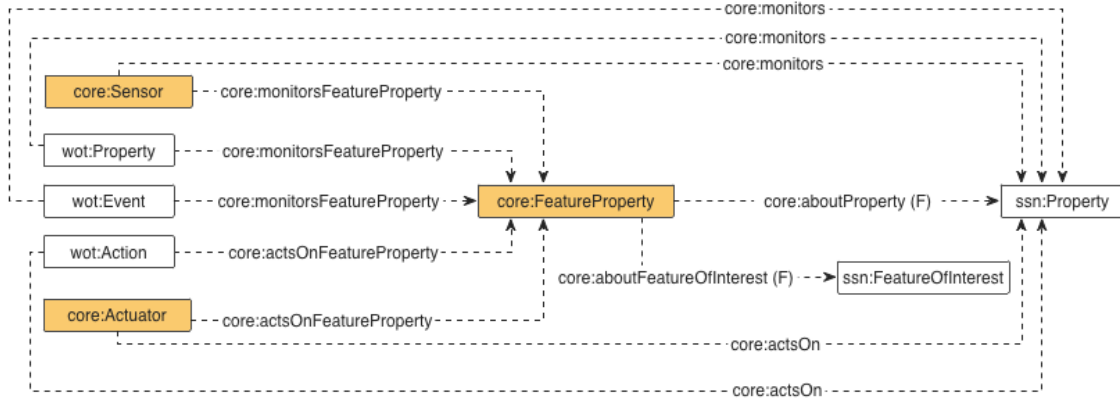 core:monitors
core:monitors
core:monitors
core:Sensor
core:monitorsFeatureProperty
wot:Property
core:monitorsFeatureProperty
wot:Event
core:monitorsFeatureProperty
core:FeatureProperty
core:aboutProperty (F)
ssn:Property
wot:Action
core:actsOnFeatureProperty
core:aboutFeatureOfInterest (F)
ssn:FeatureOfInterest
core:Actuator
core:actsOnFeatureProperty
core:actsOn
core:actsOn